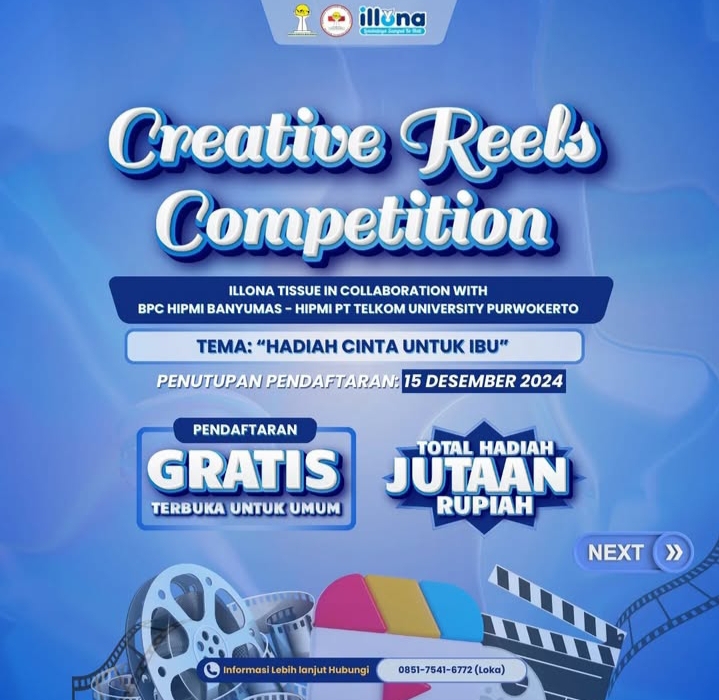 illona
Creative Reels
Competition
ILLONA TISSUE IN COLLABORATION WITH
BPC HIPMI BANYUMAS – HIPMI PT TELKOM UNIVERSITY PURWOKERTO
TEMA: “HADIAH CINTA UNTUK IBU”
PENUTUPAN PENDAFTARAN: 15 DESEMBER 2024
PENDAFTARAN
GRATIS
TERBUKA UNTUK UMUM
TOTAL HADIAH
JUTAAN
RUPIAH
NEXT
Informasi Lebih lanjut Hubungi
0851-7541-6772 (Loka)